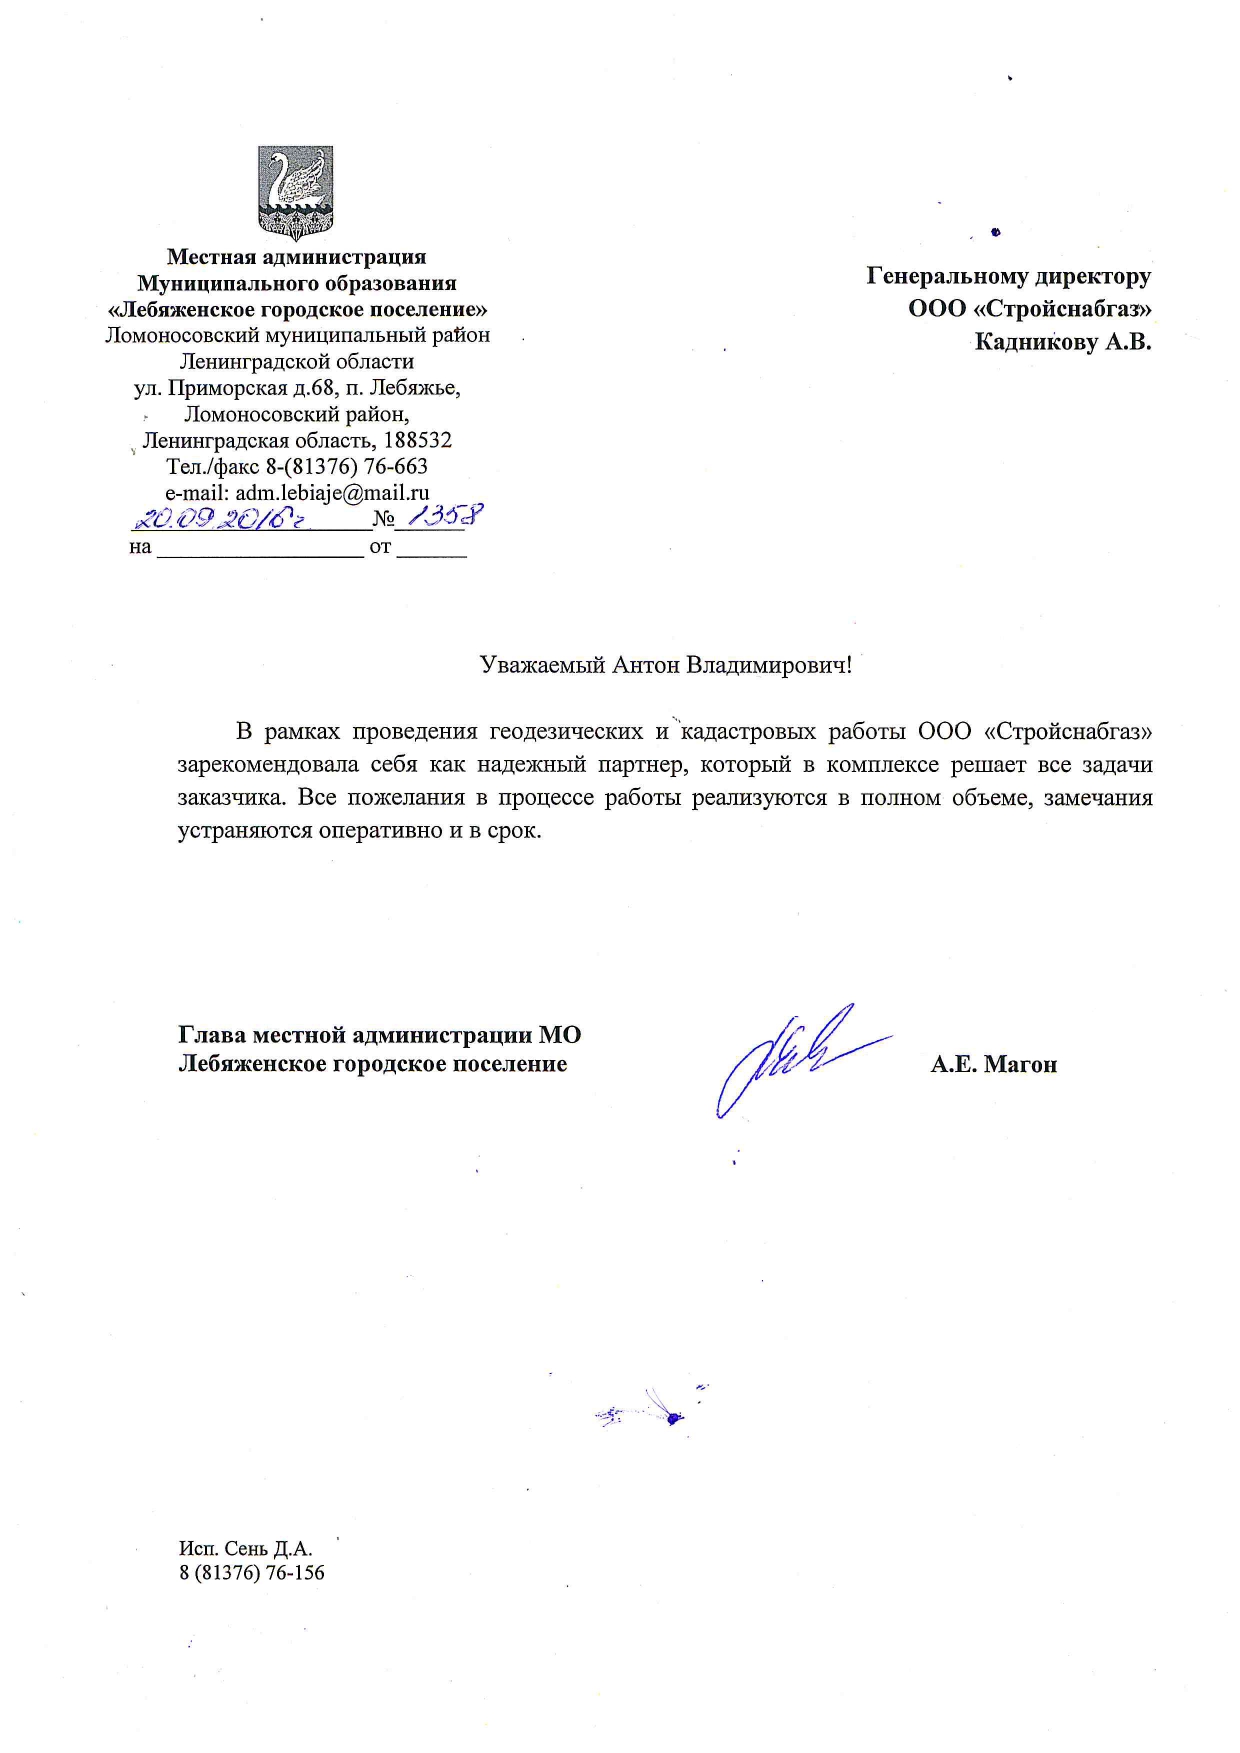 Местная администрация
Муниципального образования
«Лебяженское городское поселение»
Ломоносовский муниципальный район
Ленинградской области
ул. Приморская д.68, п. Лебяжье,
Ломоносовский район,
Ленинградская область, 188532
Тел./факс 8-(81376) 76-663
e-mail: adm.lebiaje@mail.ru
20.09.2016г № 1358
на ___________________ от _______
Генеральному директору
ООО «Стройснабгаз»
Кадникову А.В.
Уважаемый Антон Владимирович!
В рамках проведения геодезических и кадастровых работы ООО «Стройснабгаз»
зарекомендовала себя как надежный партнер, который в комплексе решает все задачи
заказчика. Все пожелания в процессе работы реализуются в полном объеме, замечания
устраняются оперативно и в срок.
Глава местной администрации МО
Лебяженское городское поселение А.Е. Магон
Исп. Сень Д.А.
8 (81376) 76-156